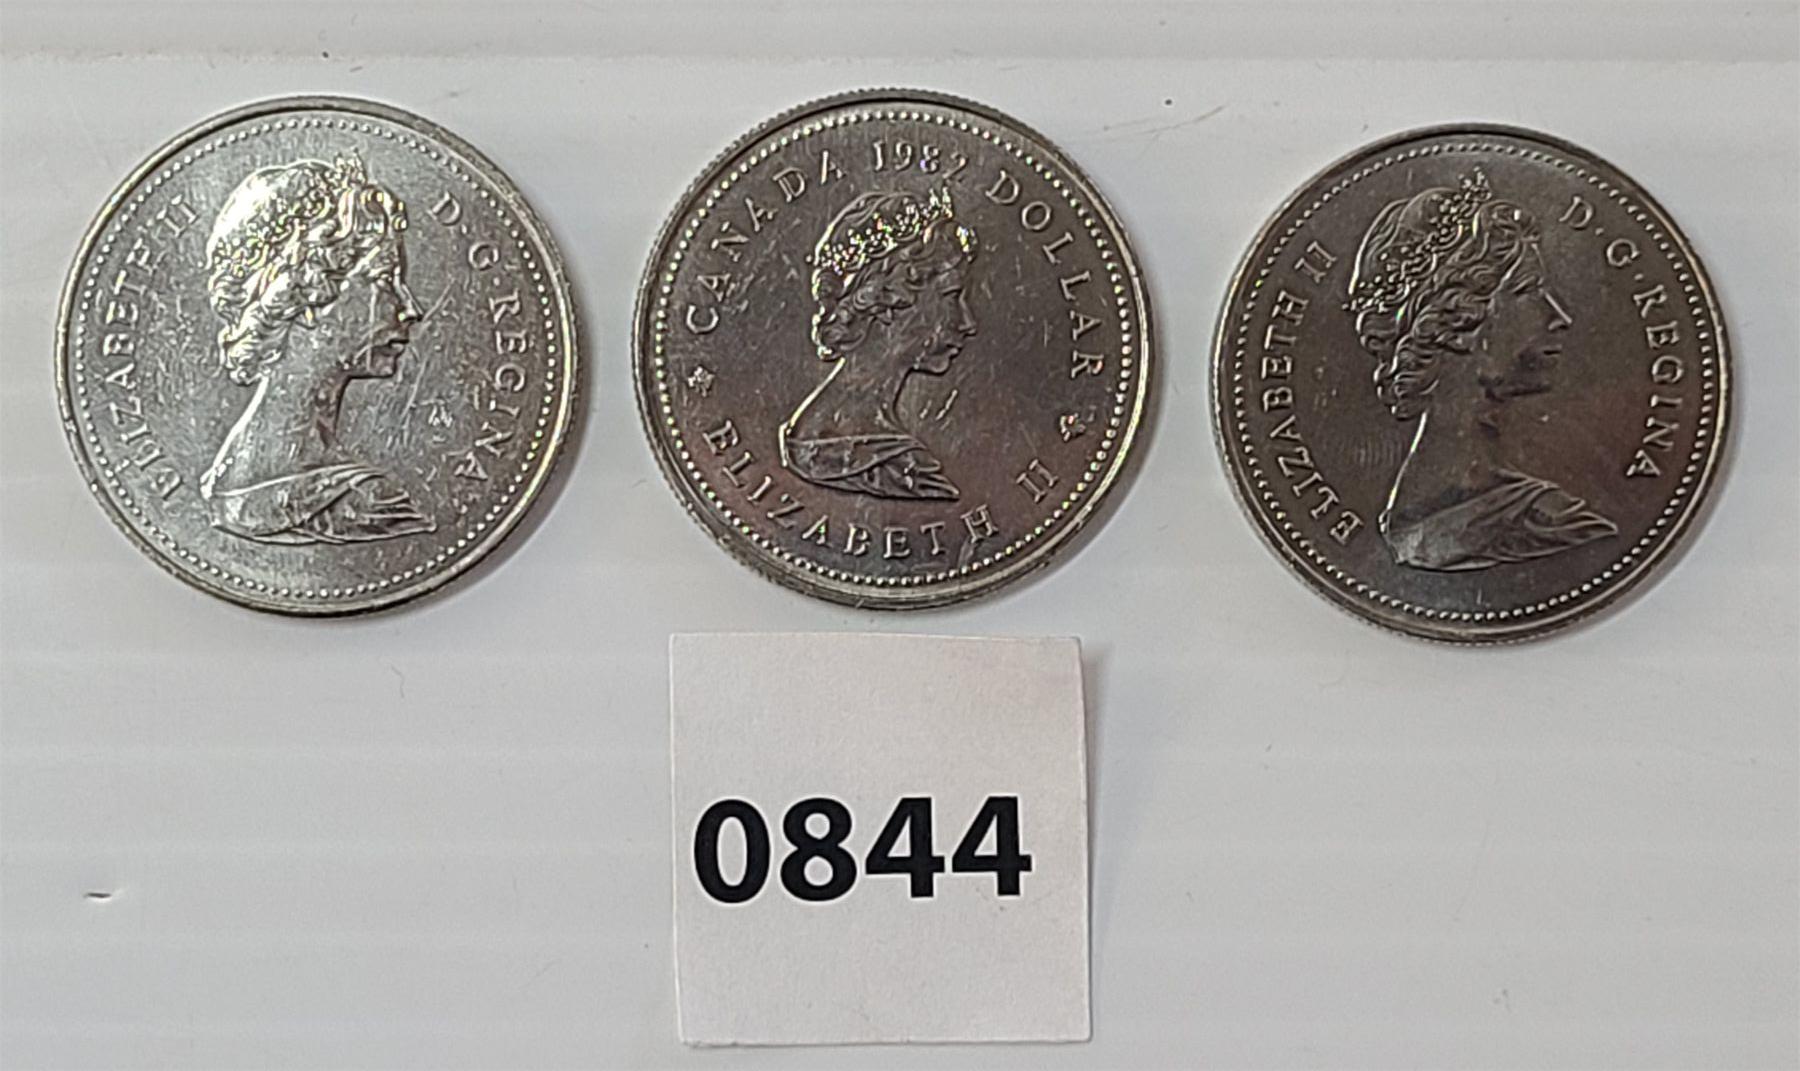 ELIZABETH II D·G·REGINA
CANADA 1982 DOLLAR
ELIZABETH II
ELIZABETH II D·G·REGINA
0844